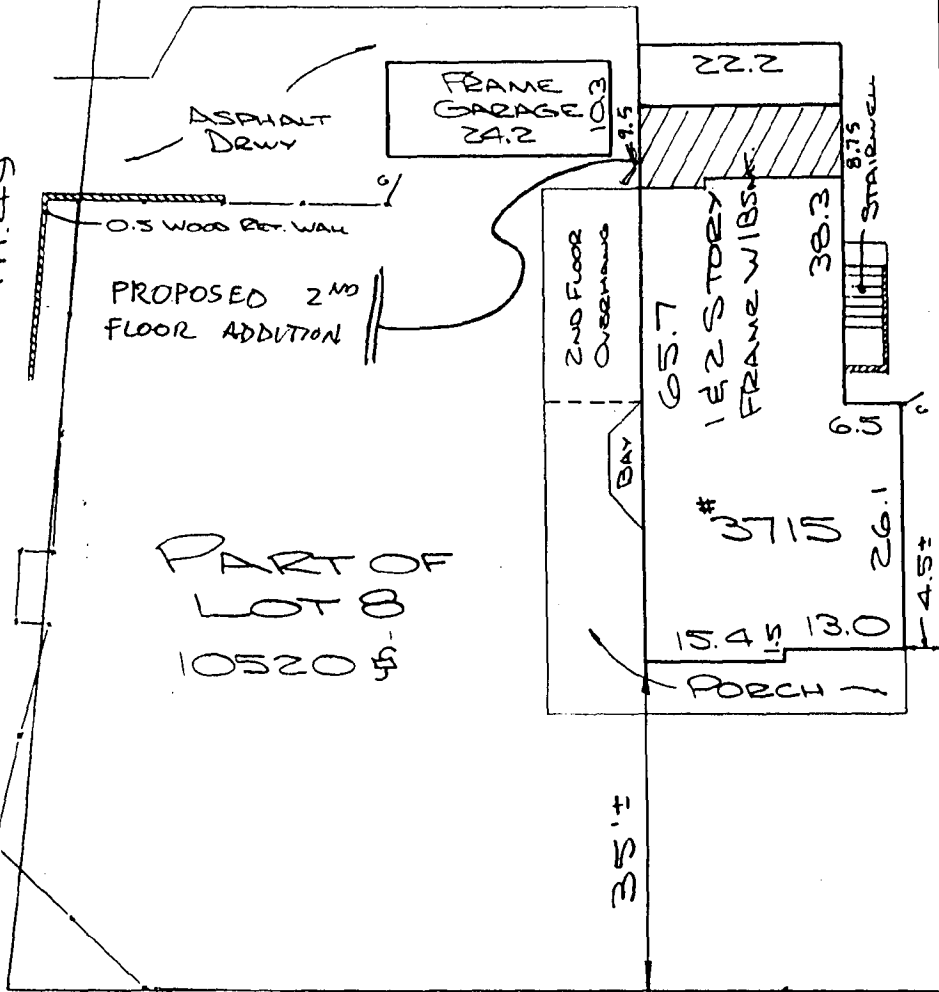 22.2
FRAME
GARAGE
24.2
10.3
9.5
ASPHALT
DRWY
8.75
STAIRWELL
0.5 WOOD RET. WALL
PROPOSED 2ND
FLOOR ADDITION
2ND FLOOR
OVERHANG
65.7
1 & 2 STORY
FRAME W/BSMT.
38.3
6.5
BAY
#3715
26.1
4.5±
PART OF
LOT 8
10520
15.4
1.5
13.0
PORCH
35'±